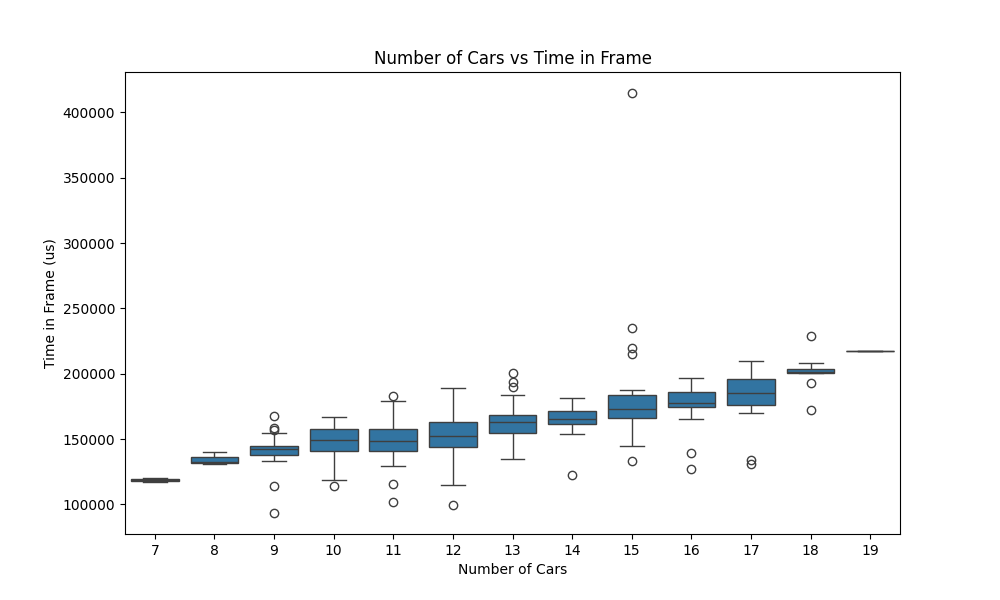 Number of Cars vs Time in Frame
Time in Frame (us)
400000
350000
300000
250000
200000
150000
100000
7 8 9 10 11 12 13 14 15 16 17 18 19
Number of Cars